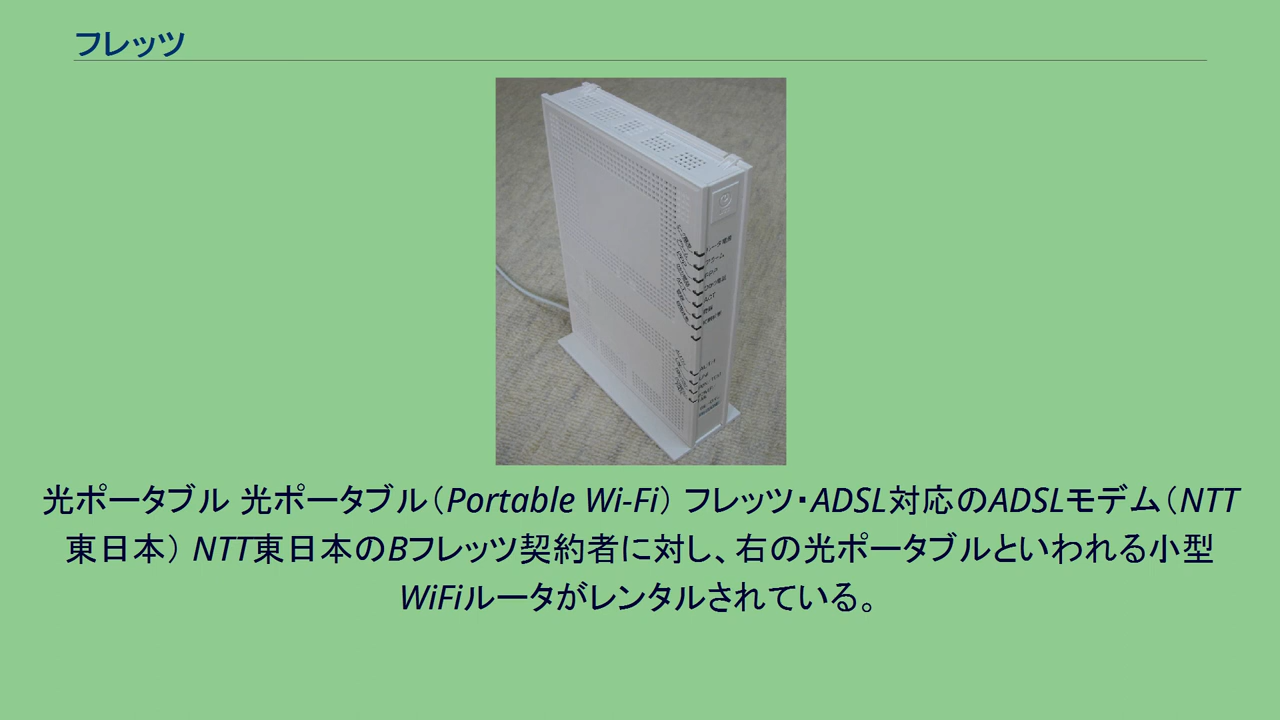 フレッツ
光ポータブル 光ポータブル（Portable Wi-Fi） フレッツ・ADSL対応のADSLモデム（NTT
東日本） NTT東日本のBフレッツ契約者に対し、右の光ポータブルといわれる小型
WiFiルータがレンタルされている。